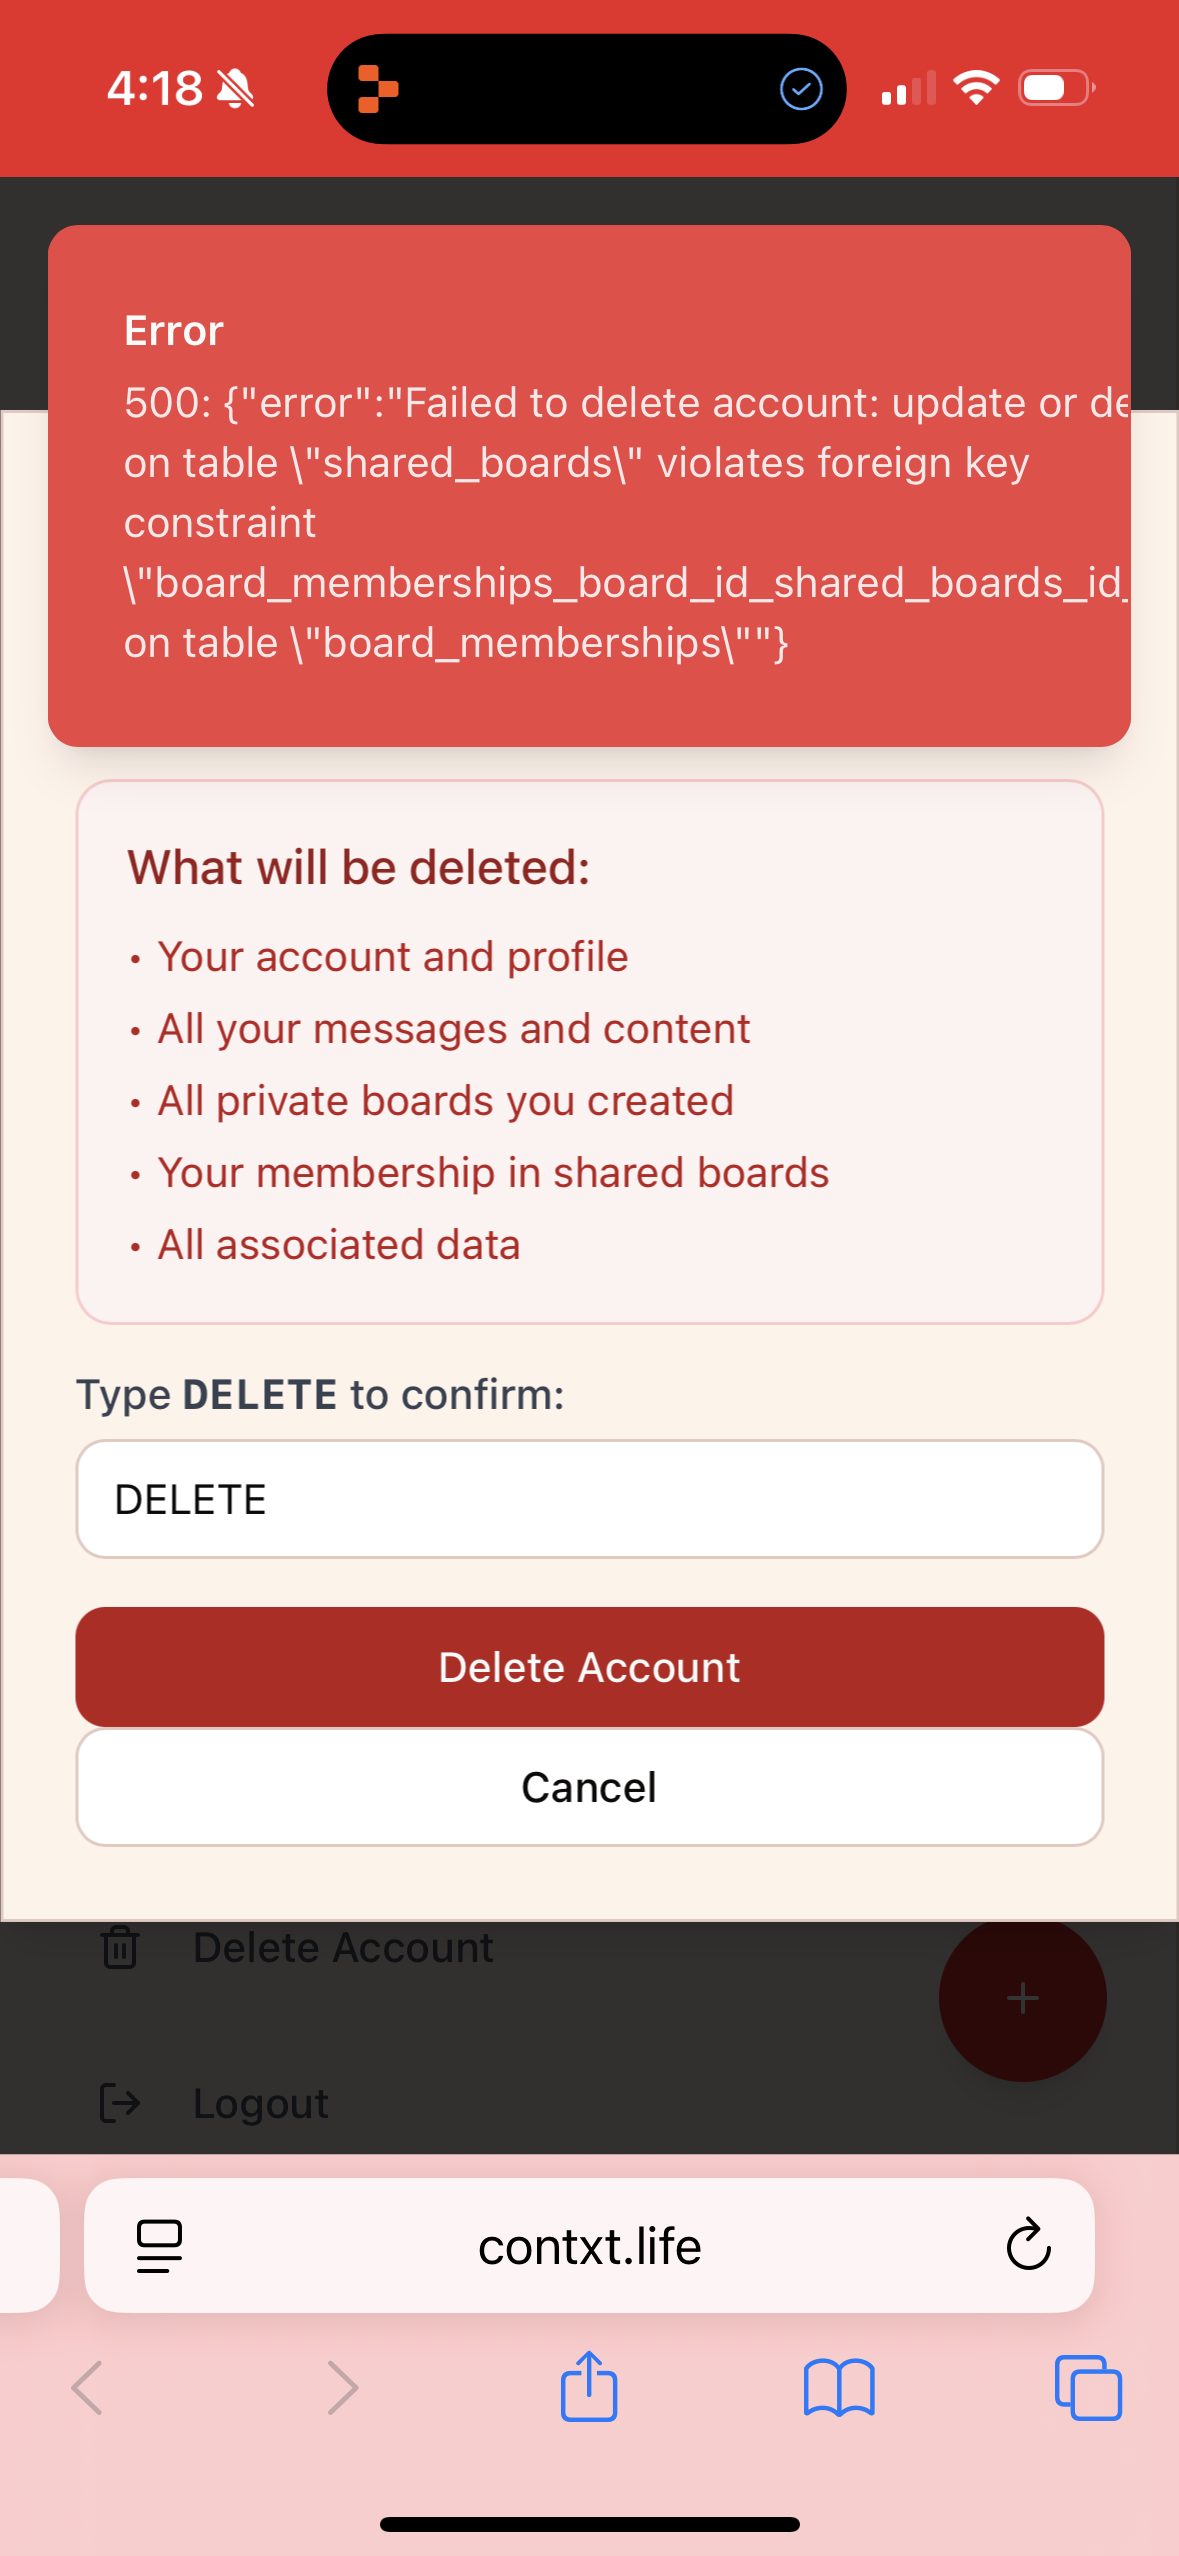 4:18
Error
500: {"error":"Failed to delete account: update or
on table \"shared_boards\" violates foreign key
constraint
\"board_memberships_board_id_shared_boards_id_
on table \"board_memberships\""}
What will be deleted:
• Your account and profile
• All your messages and content
• All private boards you created
• Your membership in shared boards
• All associated data
Type DELETE to confirm:
DELETE
Delete Account
Cancel
Delete Account
Logout
contxt.life